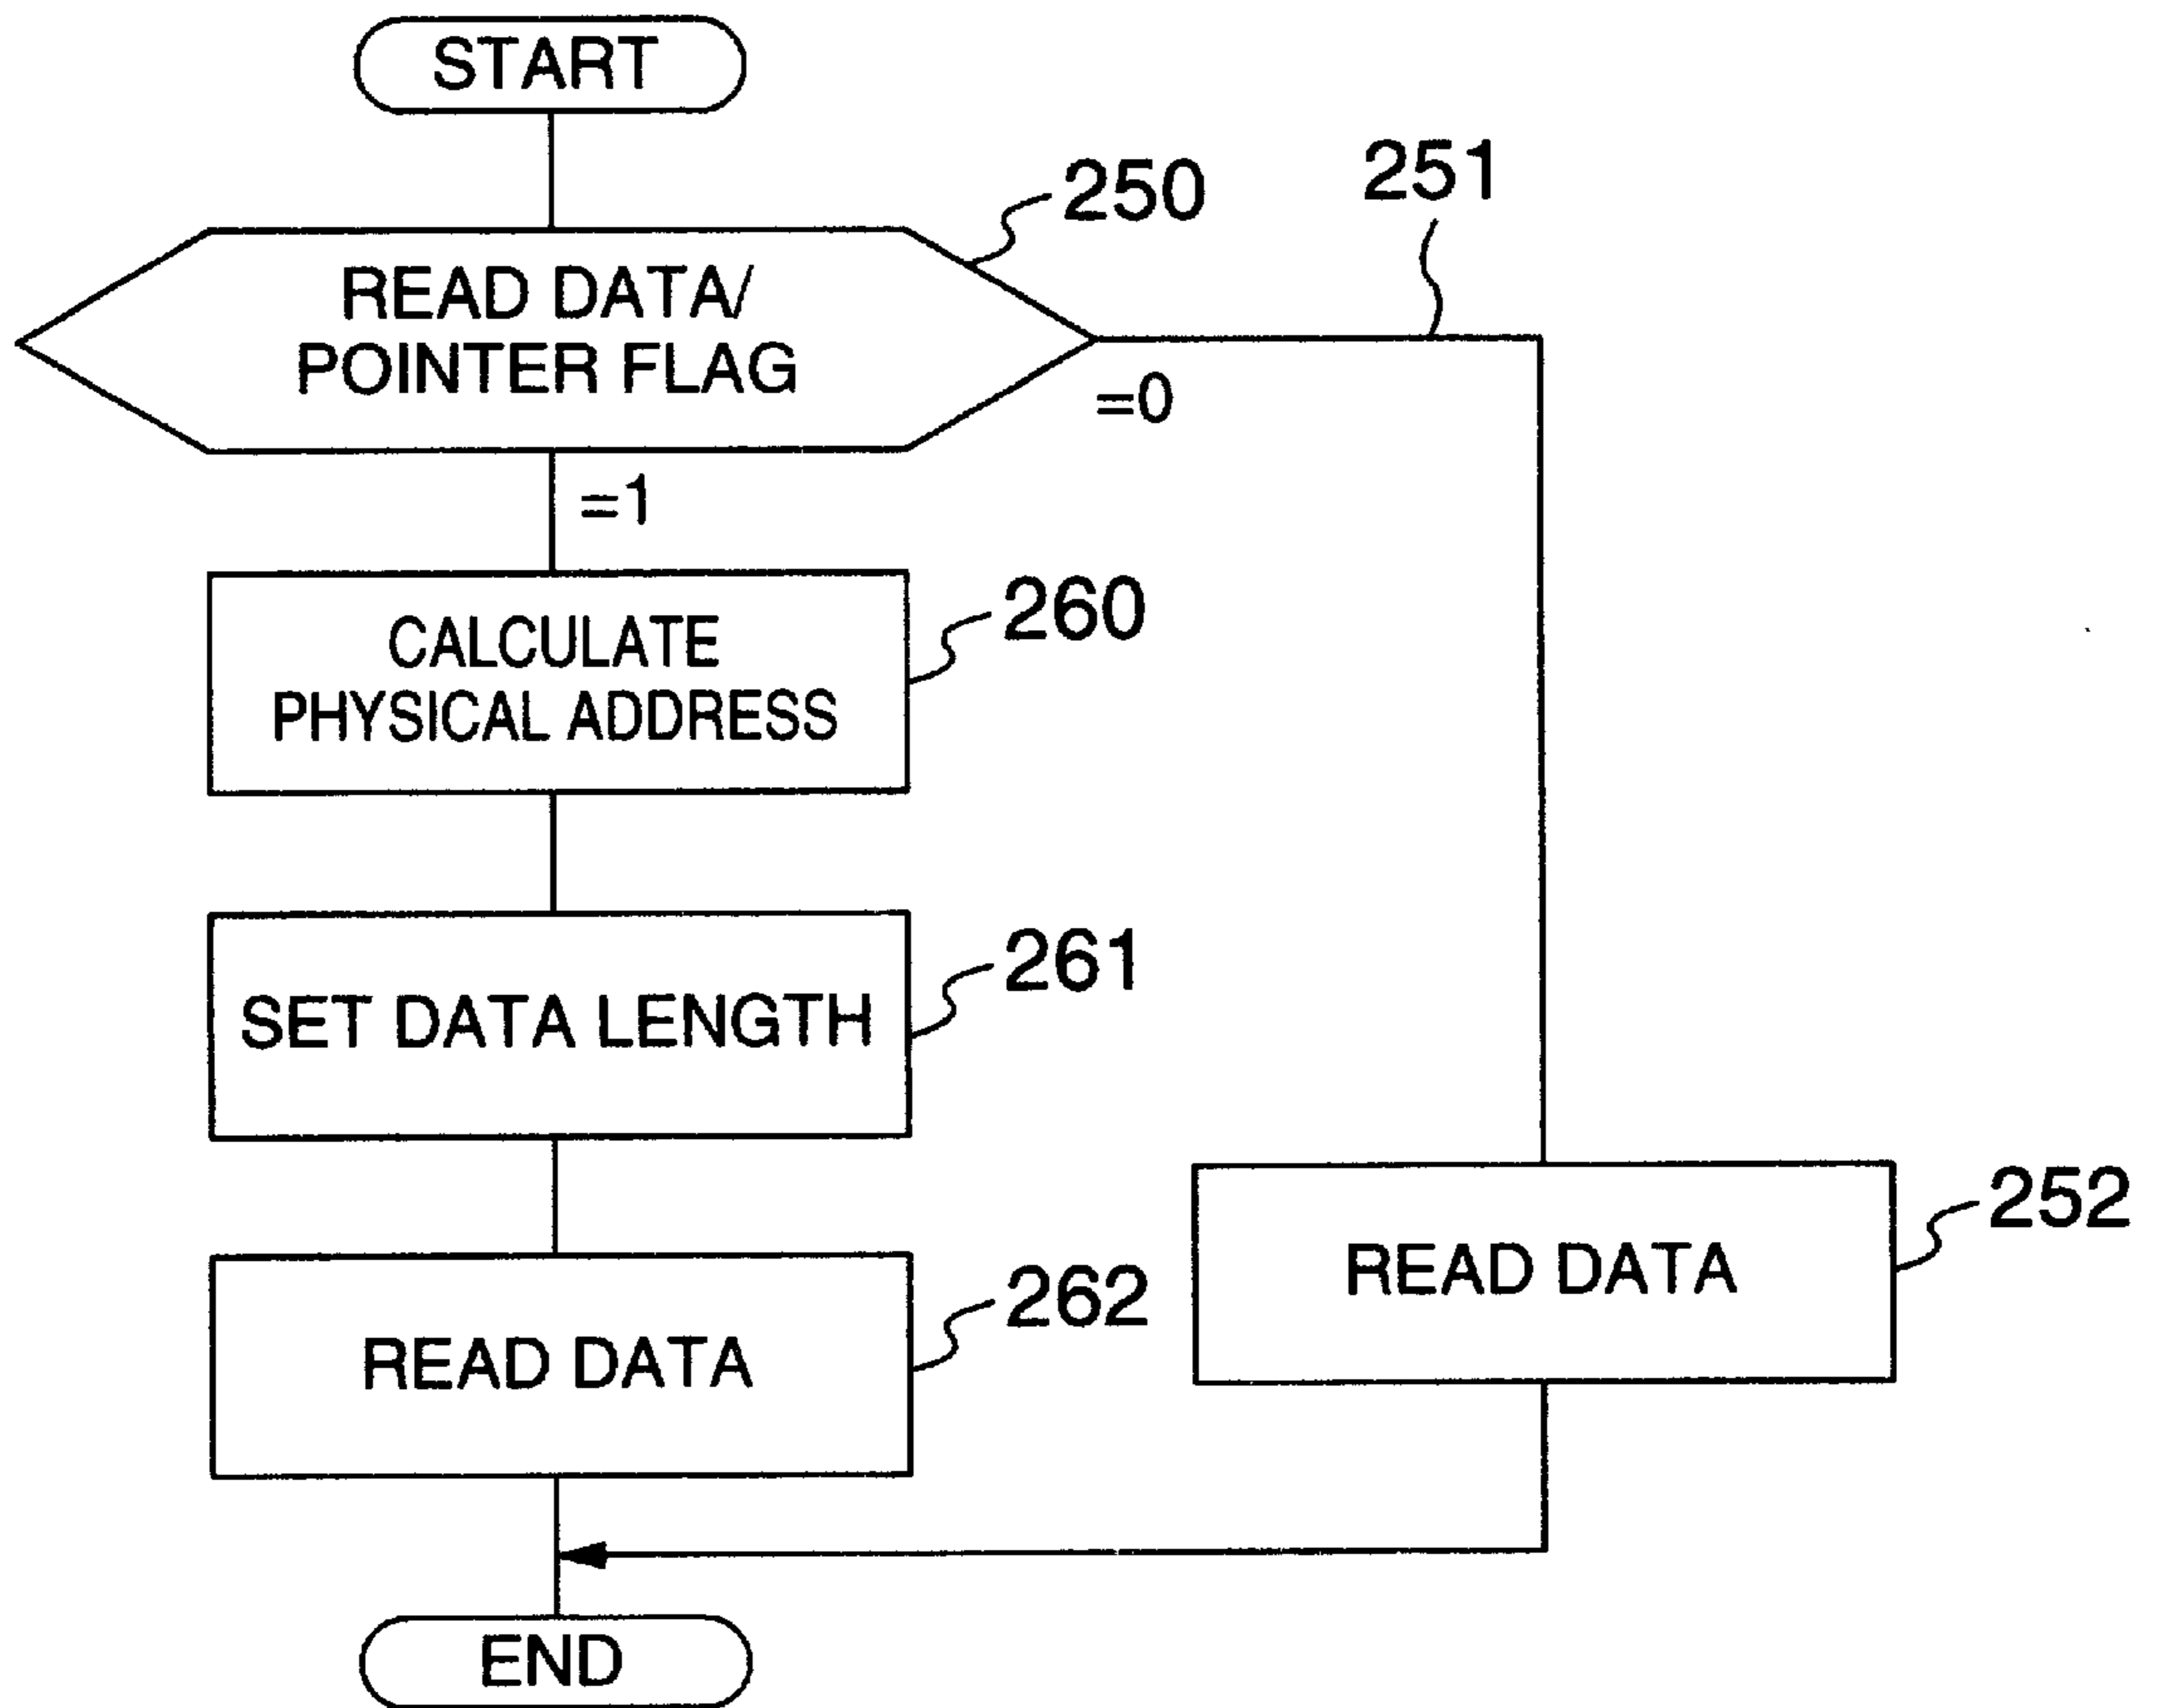 START
250
251
READ DATA/
POINTER FLAG
=0
=1
CALCULATE
PHYSICAL ADDRESS
260
SET DATA LENGTH
261
READ DATA
262
READ DATA
252
END